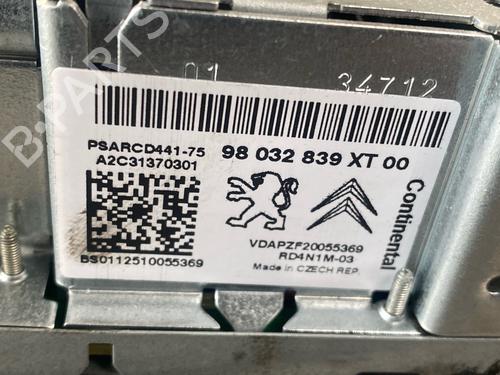 01 34712
PSARCD441-75 98 032 839 XT 00
A2C31370301
Continental
VDAPZF20055369
RD4N1M-03
BS0112510055369 Made in CZECH REP.
B-PARTS